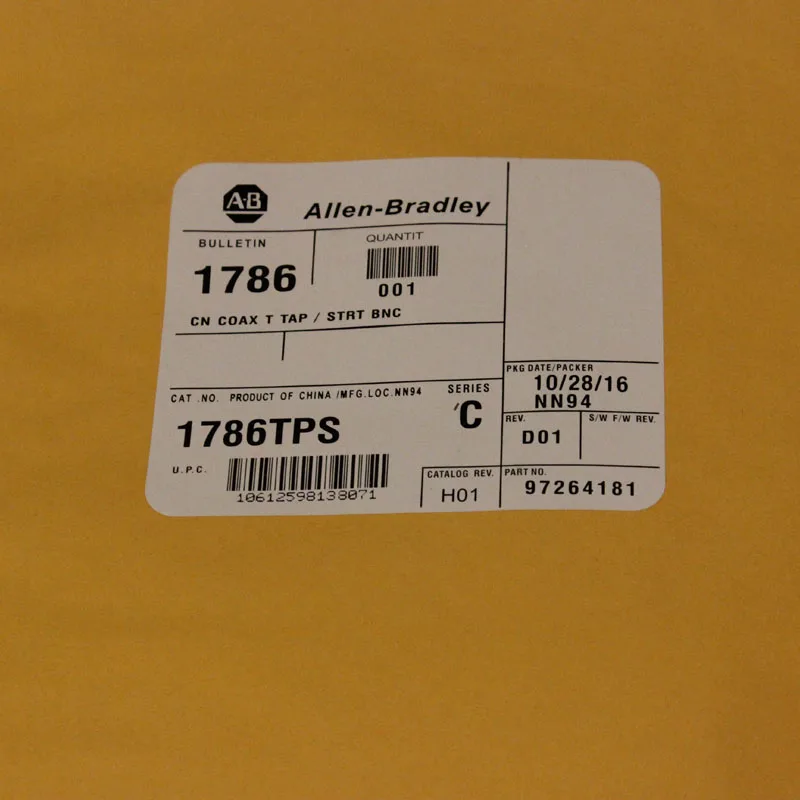 A·B
Allen-Bradley
BULLETIN
1786
QUANTIT
001
CN COAX T TAP / STRT BNC
CAT .NO. PRODUCT OF CHINA /MFG.LOC.NN94
SERIES
1786TPS
C
U.P.C.
10612598138071
CATALOG REV.
H01
PKG DATE/PACKER
10/28/16
NN94
REV.
D01
S/W F/W REV.
PART NO.
97264181